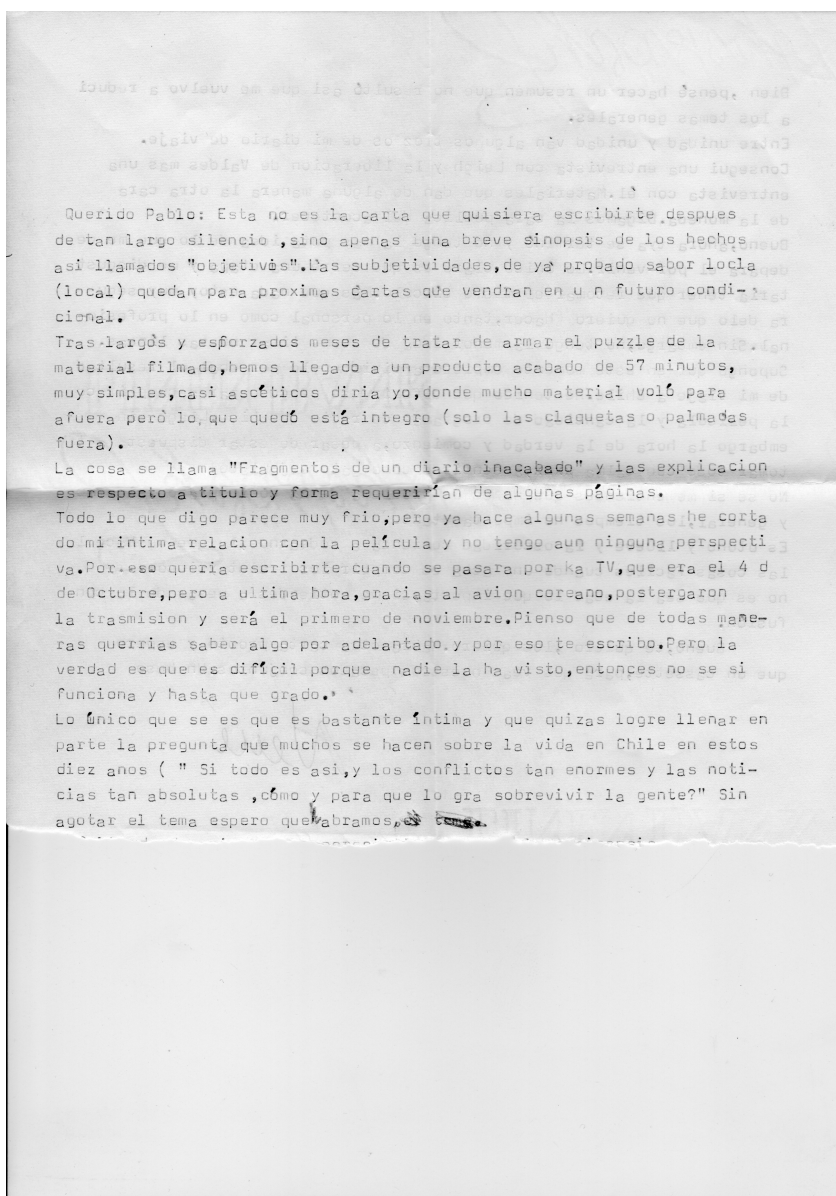 Querido Pablo: Esta no es la carta que quisiera escribirte despues
de tan largo silencio ,sino apenas una breve sinopsis de los hechos
asi llamados "objetivos".Las subjetividades,de ya probado sabor locla
(local) quedan para proximas cartas que vendran en u n futuro condi-
cional.
Tras largos y esforzados meses de tratar de armar el puzzle de la
material filmado,hemos llegado a un producto acabado de 57 minutos,
muy simples,casi ascéticos diria yo,donde mucho material voló para
afuera pero lo que quedó está integro (solo las claquetas o palmadas
fuera).
La cosa se llama "Fragmentos de un diario inacabado" y las explicacion
es respecto a titulo y forma requerirían de algunas páginas.
Todo lo que digo parece muy frio,pero ya hace algunas semanas he corta
do mi intima relacion con la película y no tengo aun ninguna perspecti
va.Por eso queria escribirte cuando se pasara por ka TV,que era el 4 d
de Octubre,pero a ultima hora,gracias al avion coreano,postergaron
la trasmision y será el primero de noviembre.Pienso que de todas mane-
ras querrias saber algo por adelantado y por eso te escribo.Pero la
verdad es que es difícil porque nadie la ha visto,entonces no se si
funciona y hasta que grado.
Lo único que se es que es bastante íntima y que quizas logre llenar en
parte la pregunta que muchos se hacen sobre la vida en Chile en estos
diez anos ( " Si todo es asi,y los conflictos tan enormes y las noti-
cias tan absolutas ,cómo y para que lo gra sobrevivir la gente?" Sin
agotar el tema espero que abramos